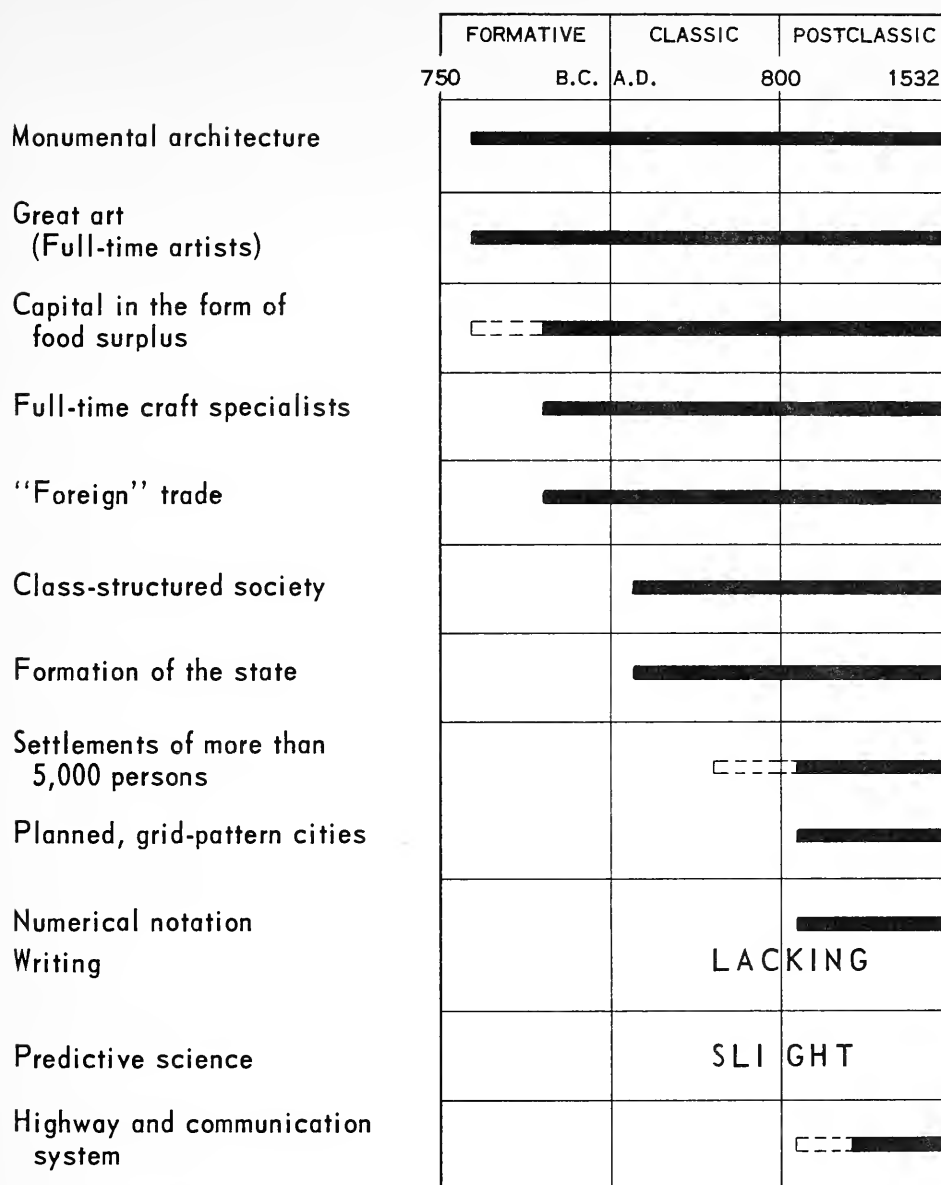 FORMATIVE CLASSIC POSTCLASSIC
750 B.C. A.D. 800 1532
Monumental architecture
Great art
(Full-time artists)
Capital in the form of
food surplus
Full-time craft specialists
“Foreign” trade
Class-structured society
Formation of the state
Settlements of more than
5,000 persons
Planned, grid-pattern cities
Numerical notation
Writing LACKING
Predictive science SLIGHT
Highway and communication
system